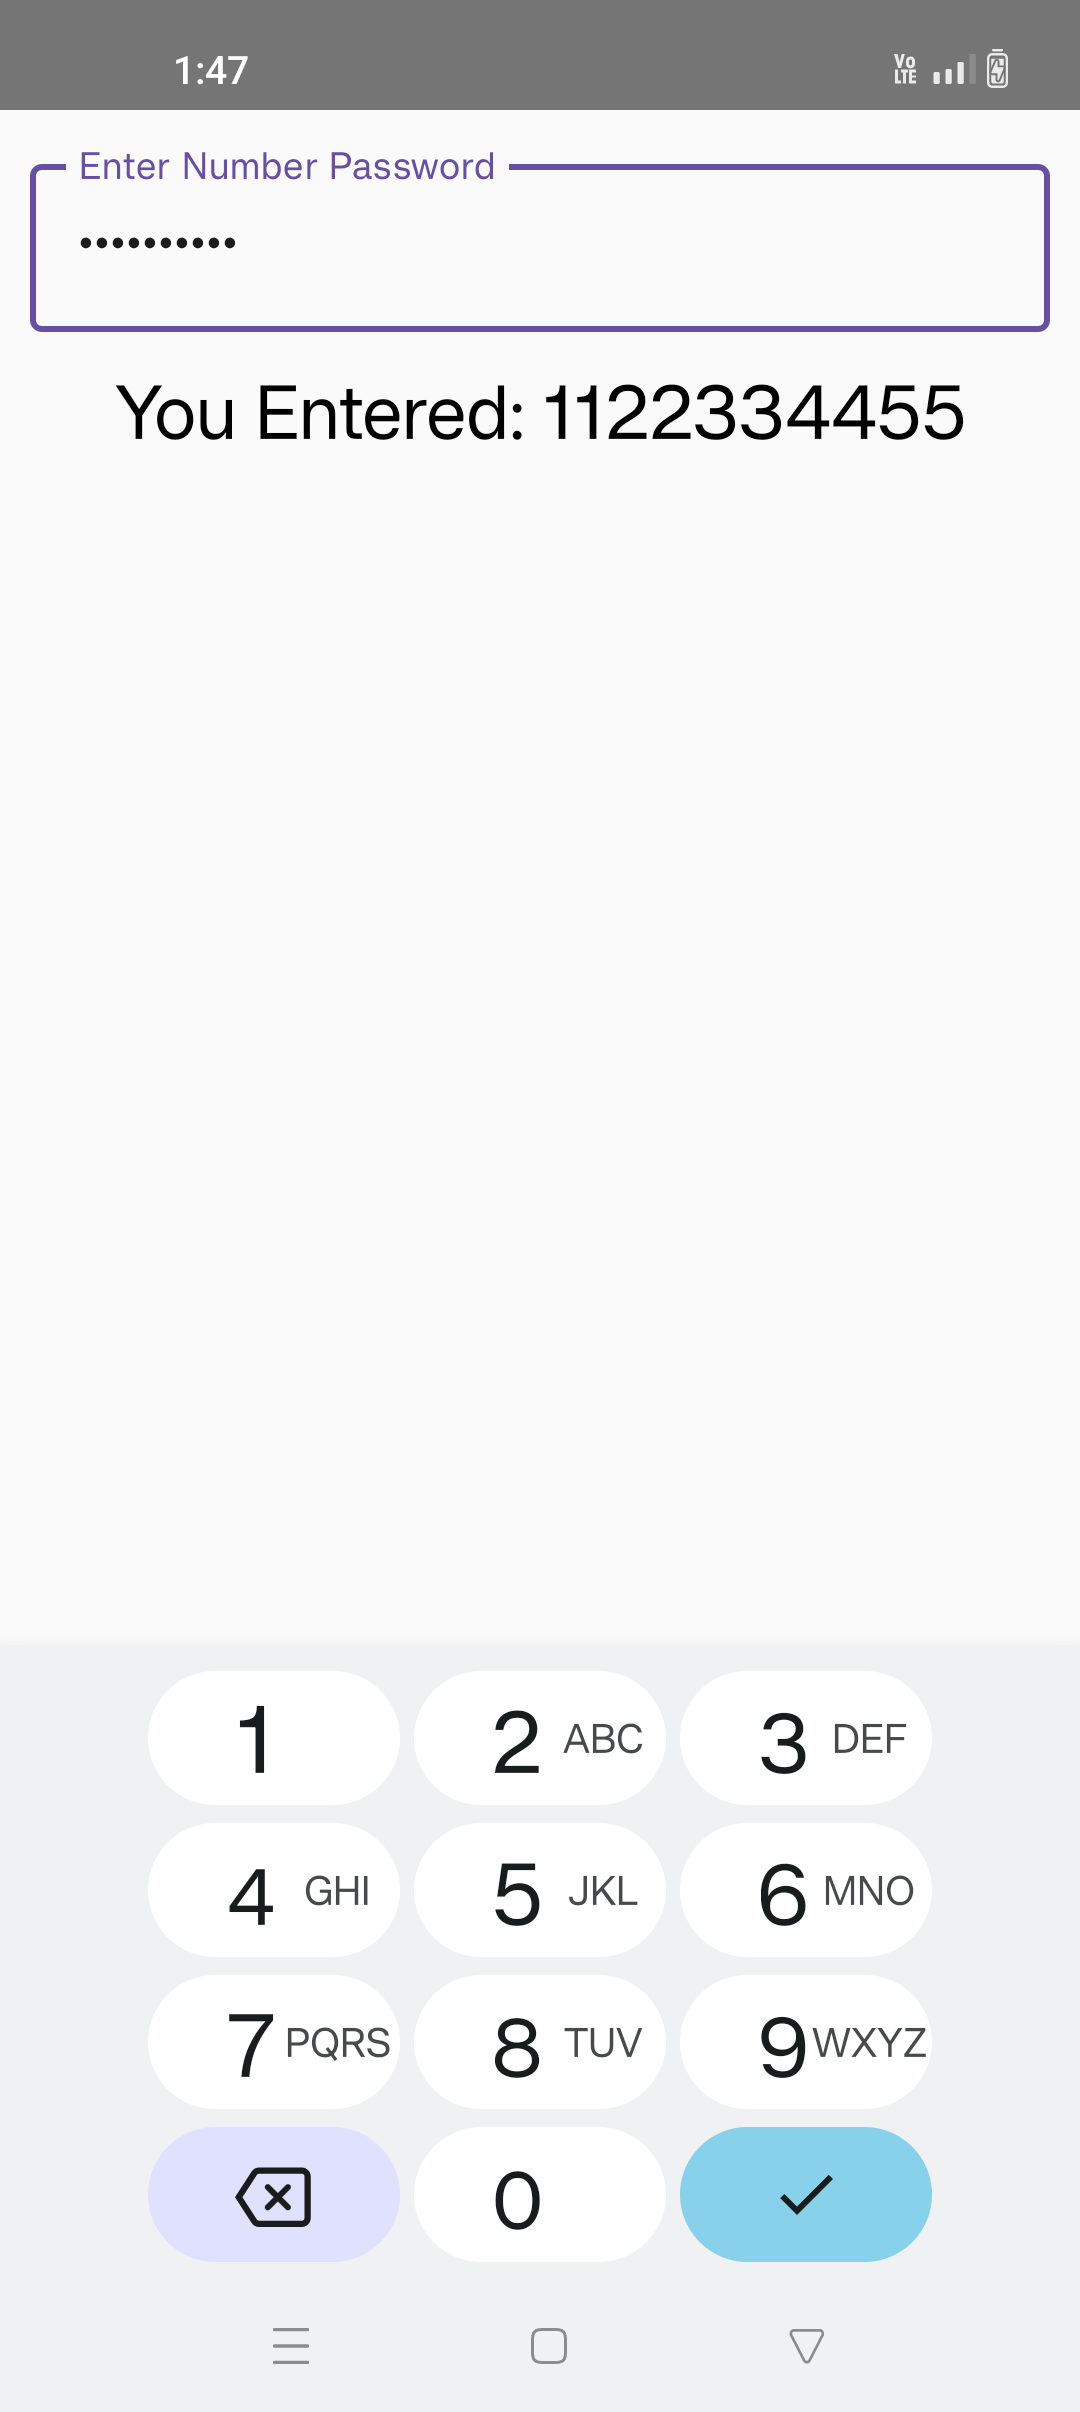 1:47
Vo
LTE
Enter Number Password
••••••••••
You Entered: 1122334455
1
2 ABC
3 DEF
4 GHI
5 JKL
6 MNO
7 PQRS
8 TUV
9 WXYZ
0